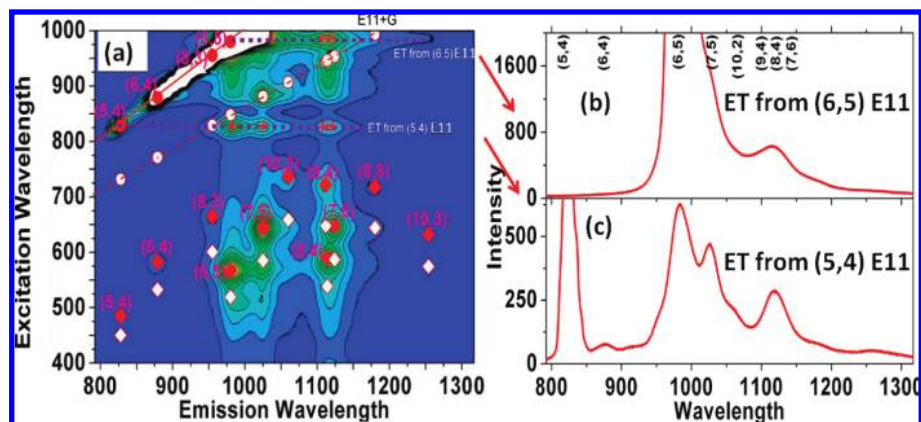 E11+G
(a)
1000
900
800
700
600
500
400
Excitation Wavelength
800 900 1000 1100 1200 1300
Emission Wavelength
(6,4)
(5,4)
ET from (6,5) E11
ET from (5,4) E11
(10,2)
(9,4)
(8,6)
(8,3)
(7,5)
(7,6)
(10,3)
(6,4)
(8,4)
(6,5)
(5,4)
1600
800
0
(5,4) (6,4) (6,5) (7,5) (10,2) (9,4) (8,4) (7,6)
(b)
ET from (6,5) E11
Intensity
500
250
0
(c)
ET from (5,4) E11
800 900 1000 1100 1200 1300
Wavelength